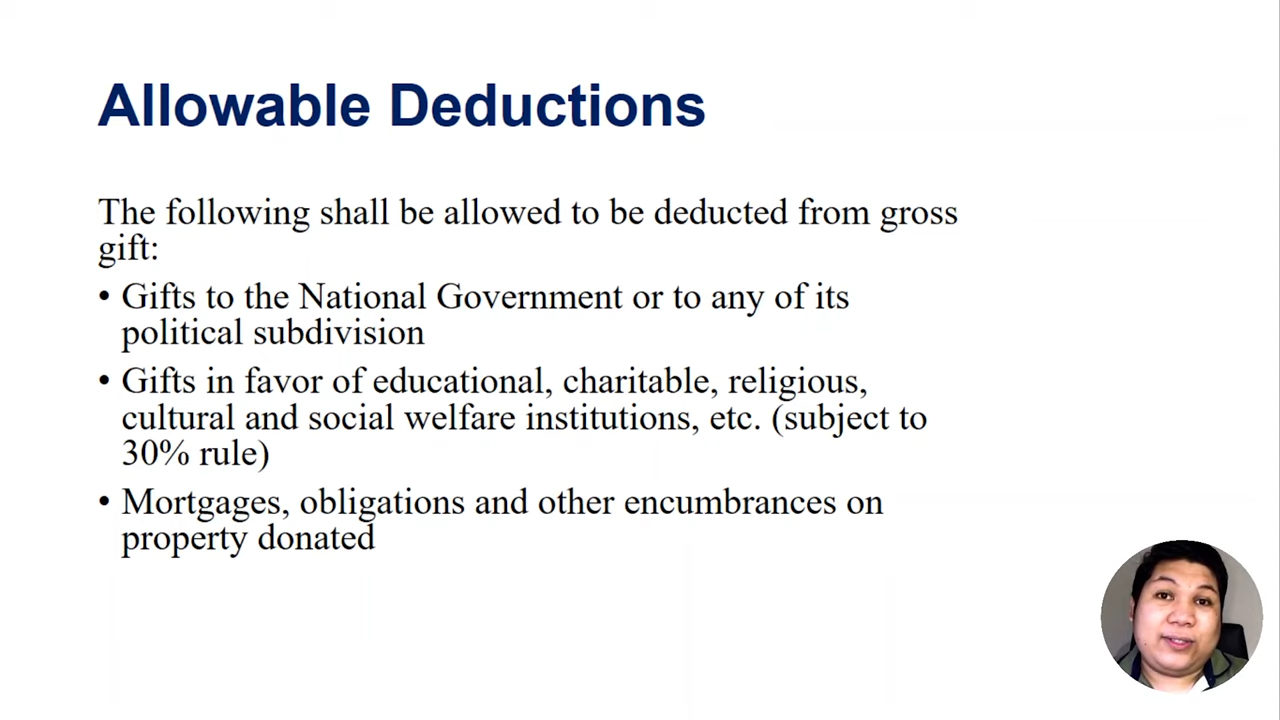 Allowable Deductions
The following shall be allowed to be deducted from gross
gift:
• Gifts to the National Government or to any of its
political subdivision
• Gifts in favor of educational, charitable, religious,
cultural and social welfare institutions, etc. (subject to
30% rule)
• Mortgages, obligations and other encumbrances on
property donated